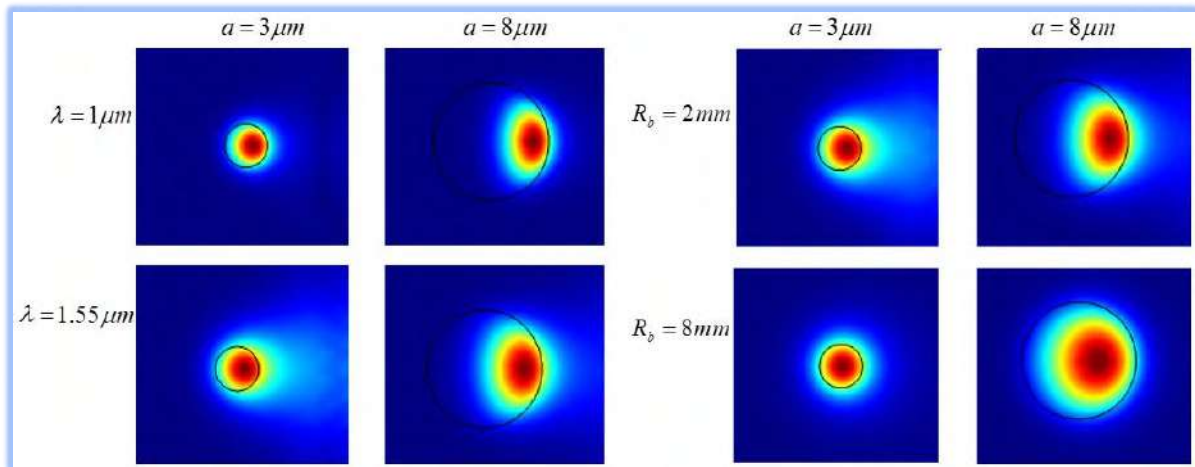 a = 3μm a = 8μm a = 3μm a = 8μm
λ = 1μm R_b = 2mm
λ = 1.55μm R_b = 8mm